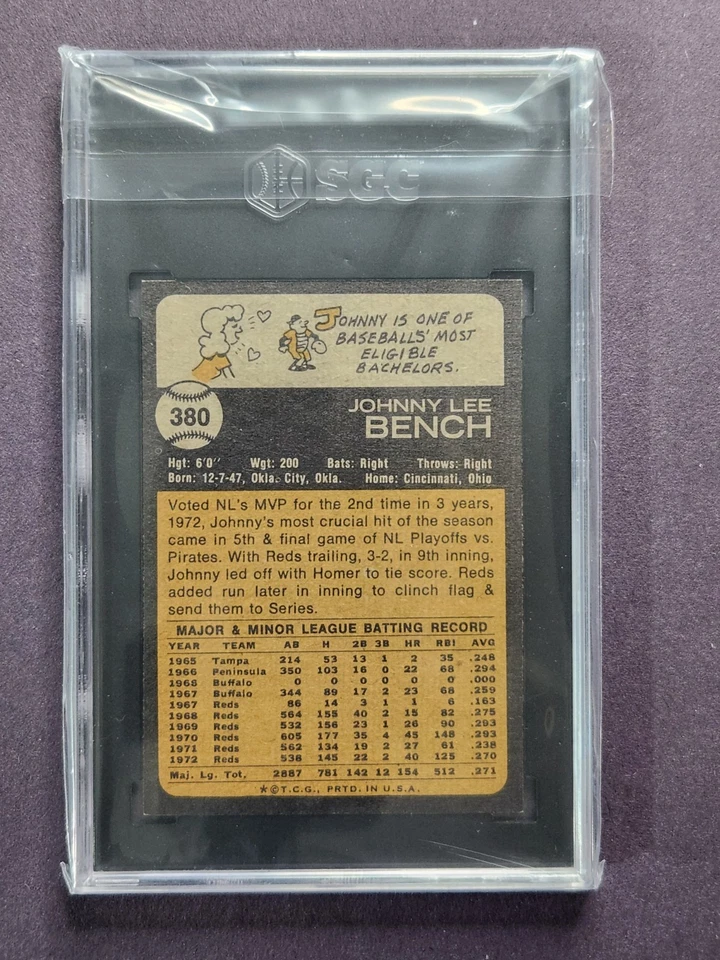 SGC
JOHNNY IS ONE OF
BASEBALLS' MOST
ELIGIBLE
BACHELORS.
380
JOHNNY LEE
BENCH
Hgt: 6'0" Wgt: 200 Bats: Right Throws: Right
Born: 12-7-47, Okla. City, Okla. Home: Cincinnati, Ohio
Voted NL's MVP for the 2nd time in 3 years,
1972, Johnny's most crucial hit of the season
came in 5th & final game of NL Playoffs vs.
Pirates. With Reds trailing, 3-2, in 9th inning,
Johnny led off with Homer to tie score. Reds
added run later in inning to clinch flag &
send them to Series.
MAJOR & MINOR LEAGUE BATTING RECORD
YEAR TEAM AB H 2B 3B HR RBI AVG
1965 Tampa 214 53 13 1 2 35 .248
1966 Peninsula 350 103 16 0 22 68 .294
1968 Buffalo 0 0 0 0 0 0 .000
1967 Buffalo 344 89 17 2 23 68 .259
1967 Reds 86 14 3 1 1 6 .163
1968 Reds 564 155 40 2 15 82 .275
1969 Reds 532 156 23 1 26 90 .293
1970 Reds 605 177 35 4 45 148 .293
1971 Reds 562 134 19 2 27 61 .238
1972 Reds 538 145 22 2 40 125 .270
Maj. Lg. Tot. 2887 781 142 12 154 512 .271
★©T.C.G., PRTD. IN U.S.A.